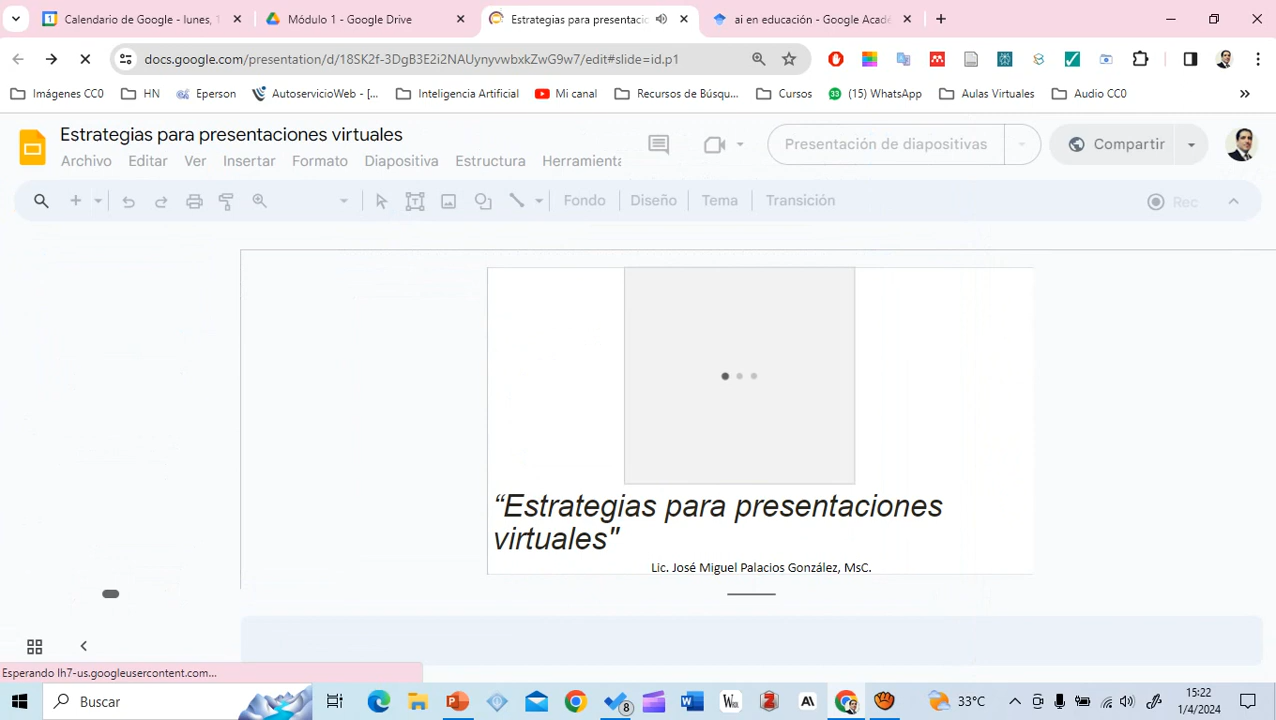 Calendario de Google - lunes, 1
Módulo 1 - Google Drive
Estrategias para presentacio
ai en educación - Google Acadé
docs.google.com/presentation/d/18SK2f-3DgB3E2i2NAUynyvwbxkZwG9w7/edit#slide=id.p1
Imágenes CC0
HN
Eperson
AutoservicioWeb - [...
Inteligencia Artificial
Mi canal
Recursos de Búsqu...
Cursos
33
(15) WhatsApp
Aulas Virtuales
Audio CC0
Estrategias para presentaciones virtuales
Archivo Editar Ver Insertar Formato Diapositiva Estructura Herramienta
Presentación de diapositivas
Compartir
Fondo Diseño Tema Transición
Rec
“Estrategias para presentaciones
virtuales"
Lic. José Miguel Palacios González, MsC.
Esperando lh7-us.googleusercontent.com...
Buscar
8
33°C
15:22
1/4/2024